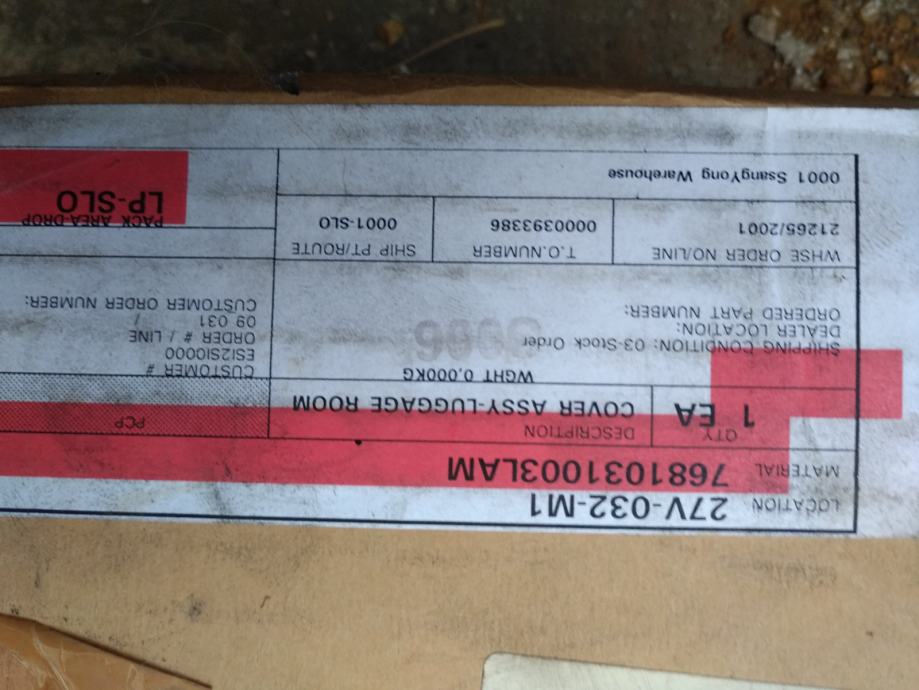 LOCATION 27V-032-M1
MATERIAL 7681031003LAM
QTY DESCRIPTION PCP
1 EA COVER ASSY-LUGGAGE ROOM
WGHT 0,000KG
CUSTOMER #
ESI2SI0000
SHIPPING CONDITION: 03-Stock Order
ORDER # / LINE
DEALER LOCATION:
09 031
ORDERED PART NUMBER:
CUSTOMER ORDER NUMBER:
WHSE ORDER NO/LINE T.O.NUMBER SHIP PT/ROUTE
21265/2001 0000393386 0001-SLO
PACK AREA-DROP
LP-SLO
0001 SsangYong Warehouse